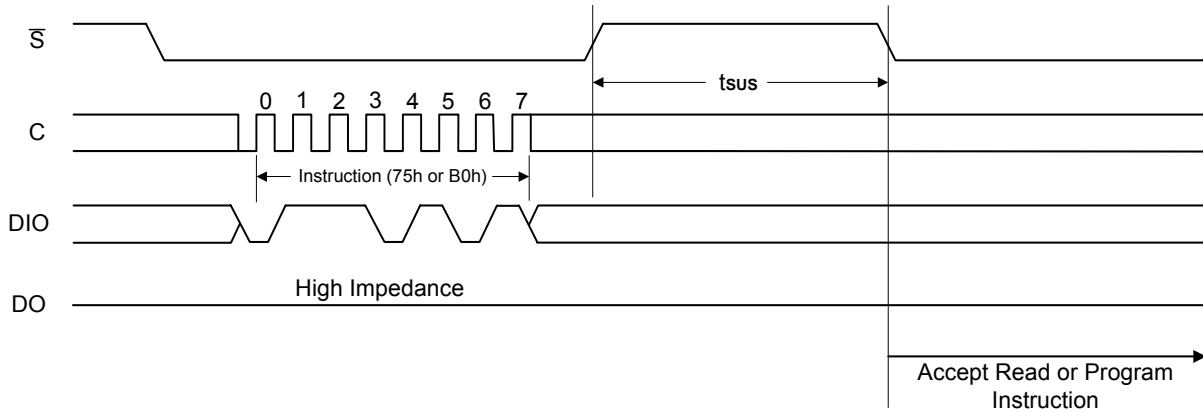 S̅
tsus
0 1 2 3 4 5 6 7
C
Instruction (75h or B0h)
DIO
High Impedance
DO
Accept Read or Program
Instruction